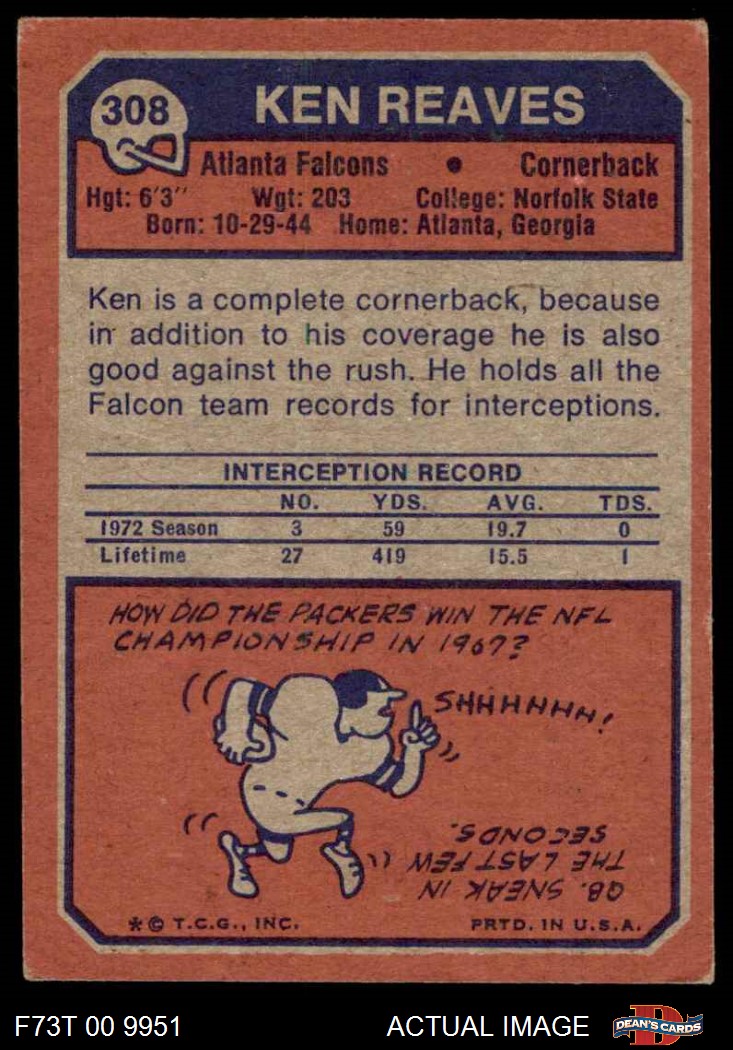 308
KEN REAVES
Atlanta Falcons • Cornerback
Hgt: 6'3" Wgt: 203 College: Norfolk State
Born: 10-29-44 Home: Atlanta, Georgia
Ken is a complete cornerback, because
in addition to his coverage he is also
good against the rush. He holds all the
Falcon team records for interceptions.
INTERCEPTION RECORD
NO. YDS. AVG. TDS.
1972 Season 3 59 19.7 0
Lifetime 27 419 15.5 1
HOW DID THE PACKERS WIN THE NFL
CHAMPIONSHIP IN 1967?
SHHHHHH!
QB. SNEAK IN
THE LAST FEW
SECONDS.
* © T.C.G., INC. PRTD. IN U.S.A.
F73T 00 9951 ACTUAL IMAGE
D
DEAN'S CARDS